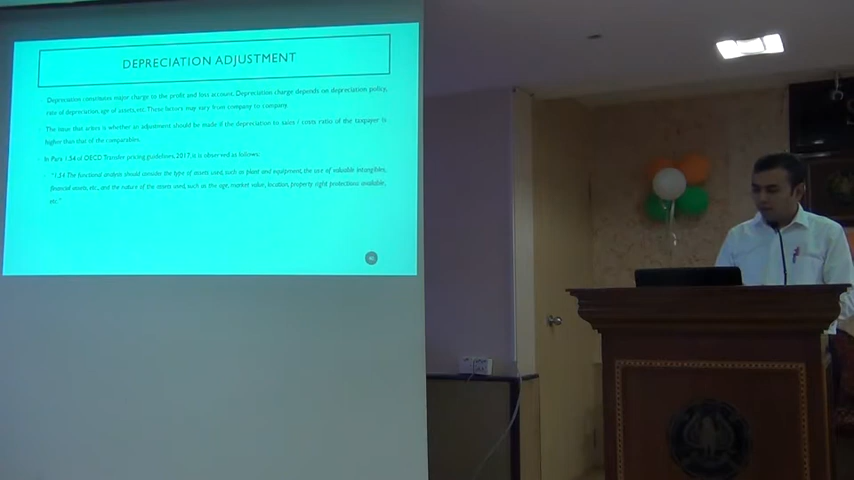 DEPRECIATION ADJUSTMENT
Depreciation constitutes major charge to the profit and loss account. Depreciation charge depends on depreciation policy,
rate of depreciation, age of assets, etc. These factors may vary from company to company.
The issue that arises is whether an adjustment should be made if the depreciation to sales / costs ratio of the taxpayer is
higher than that of the comparables.
In Para 1.54 of OECD Transfer pricing guidelines, 2017, it is observed as follows:
"1.54 The functional analysis should consider the type of assets used, such as plant and equipment, the use of valuable intangibles,
financial assets, etc., and the nature of the assets used, such as the age, market value, location, property right protections available,
etc."